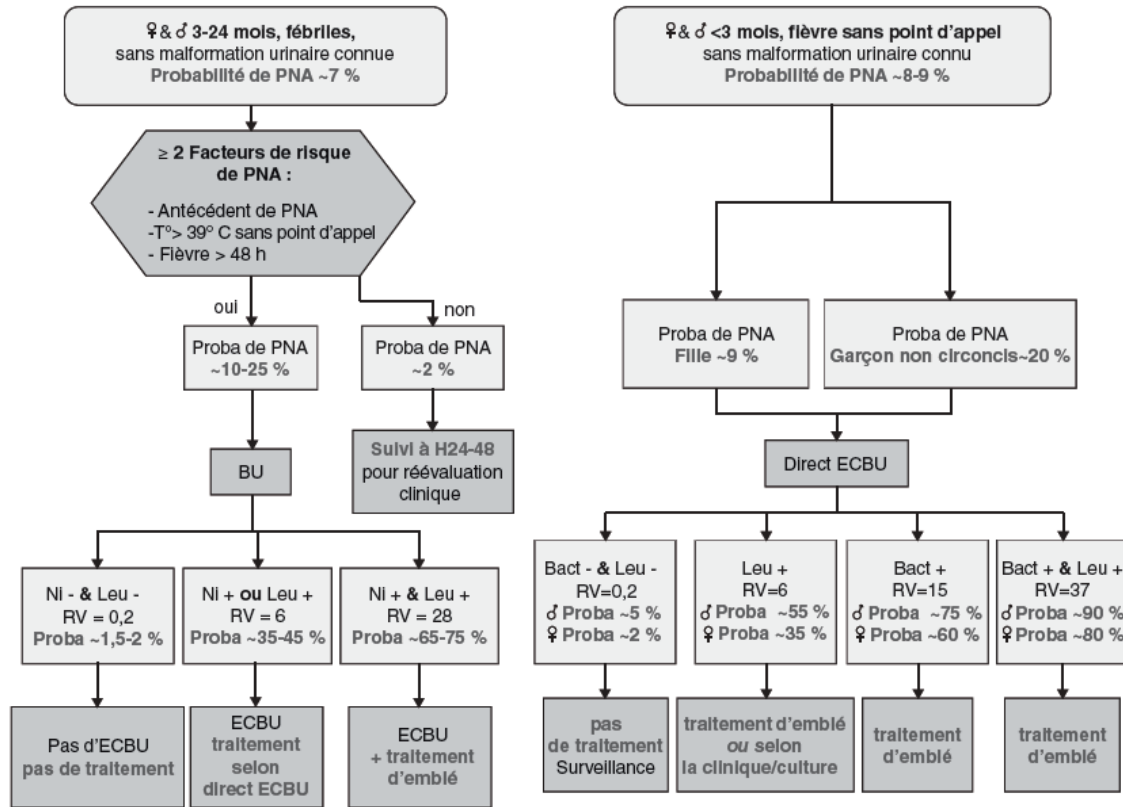 ♀& ♂ 3-24 mois, fébriles,
sans malformation urinaire connue
Probabilité de PNA ~7 %
≥ 2 Facteurs de risque
de PNA :
- Antécédent de PNA
-T°> 39° C sans point d'appel
- Fièvre > 48 h
oui
non
Proba de PNA
~10-25 %
Proba de PNA
~2 %
BU
Suivi à H24-48
pour réévaluation
clinique
Ni - & Leu -
RV = 0,2
Proba ~1,5-2 %
Ni + ou Leu +
RV = 6
Proba ~35-45 %
Ni + & Leu +
RV = 28
Proba ~65-75 %
Pas d'ECBU
pas de traitement
ECBU
traitement
selon
direct ECBU
ECBU
+ traitement
d'emblé
♀& ♂ <3 mois, fièvre sans point d'appel
sans malformation urinaire connu
Probabilité de PNA ~8-9 %
Proba de PNA
Fille ~9 %
Proba de PNA
Garçon non circoncis~20 %
Direct ECBU
Bact - & Leu -
RV=0,2
♂ Proba ~5 %
♀ Proba ~2 %
Leu +
RV=6
♂ Proba ~55 %
♀ Proba ~35 %
Bact +
RV=15
♂ Proba ~75 %
♀ Proba ~60 %
Bact + & Leu +
RV=37
♂ Proba ~90 %
♀ Proba ~80 %
pas
de traitement
Surveillance
traitement d'emblé
ou selon
la clinique/culture
traitement
d'emblé
traitement
d'emblé